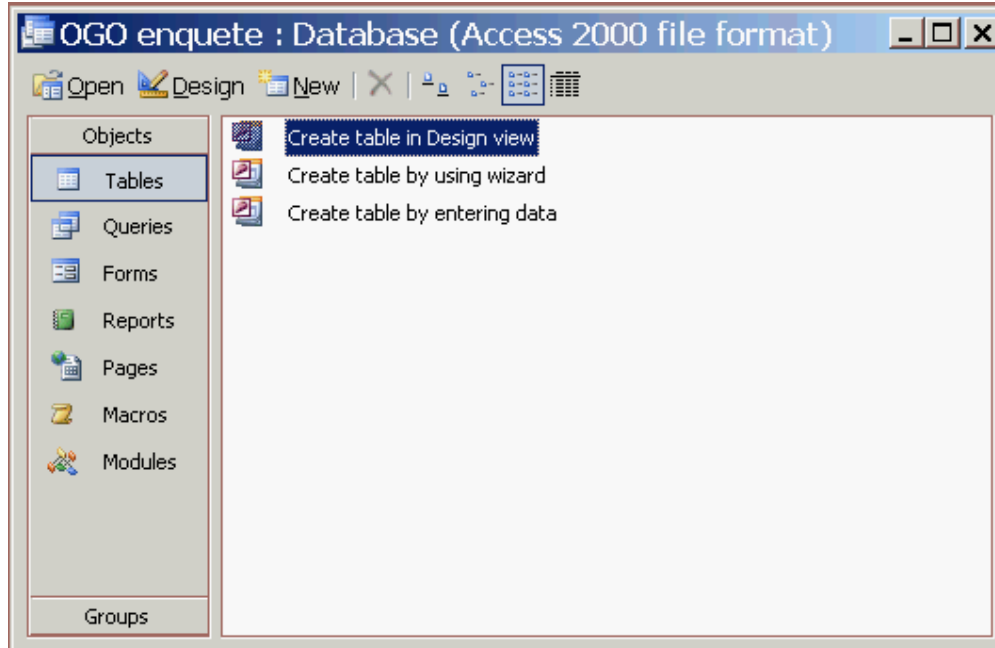 OGO enquete : Database (Access 2000 file format)
Open Design New
Objects
Tables
Queries
Forms
Reports
Pages
Macros
Modules
Groups
Create table in Design view
Create table by using wizard
Create table by entering data